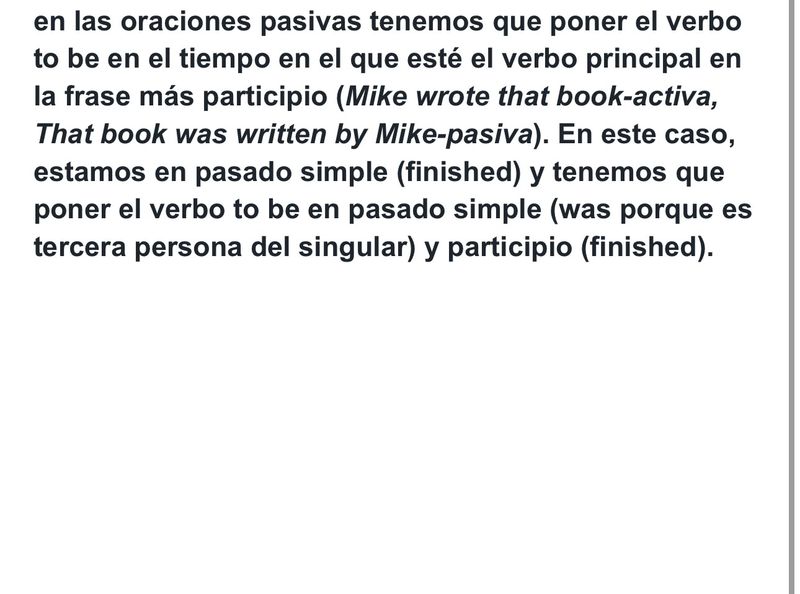 en las oraciones pasivas tenemos que poner el verbo
to be en el tiempo en el que esté el verbo principal en
la frase más participio (Mike wrote that book-activa,
That book was written by Mike-pasiva). En este caso,
estamos en pasado simple (finished) y tenemos que
poner el verbo to be en pasado simple (was porque es
tercera persona del singular) y participio (finished).